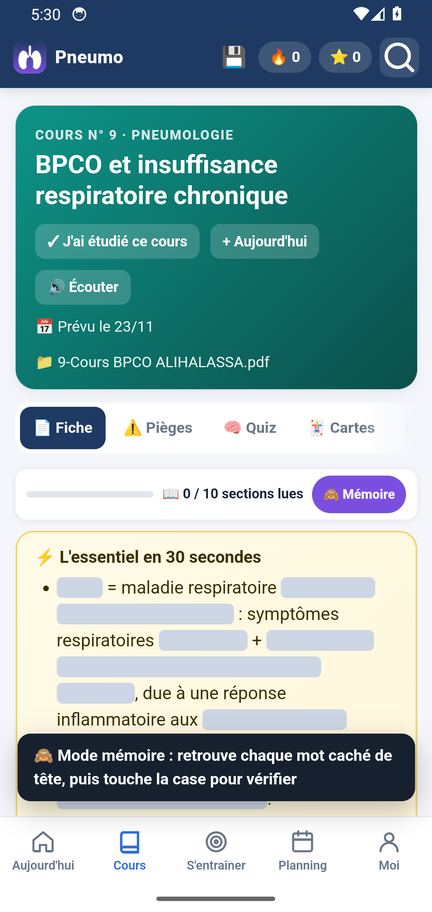 5:30
Pneumo
💾
🔥 0
⭐ 0
COURS N° 9 · PNEUMOLOGIE
BPCO et insuffisance
respiratoire chronique
✓ J'ai étudié ce cours
+ Aujourd'hui
🔊 Écouter
📅 Prévu le 23/11
📁 9-Cours BPCO ALIHALASSA.pdf
📄 Fiche
⚠️ Pièges
🧠 Quiz
🃏 Cartes
📖 0 / 10 sections lues
🙈 Mémoire
⚡ L'essentiel en 30 secondes
• = maladie respiratoire
: symptômes
respiratoires +
, due à une réponse
inflammatoire aux
🙈 Mode mémoire : retrouve chaque mot caché de
tête, puis touche la case pour vérifier
Aujourd'hui
Cours
S'entraîner
Planning
Moi